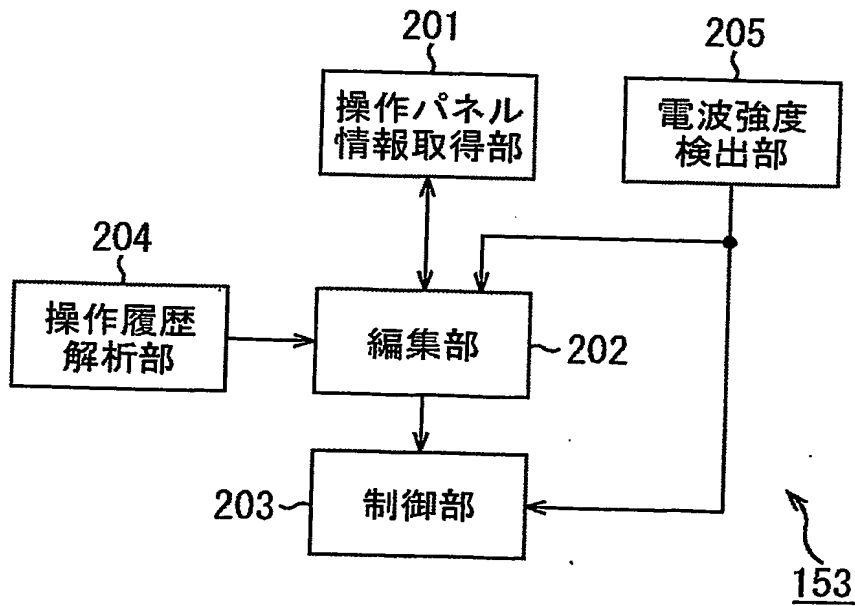 201
操作パネル
情報取得部
205
電波強度
検出部
204
操作履歴
解析部
編集部
202
203
制御部
153